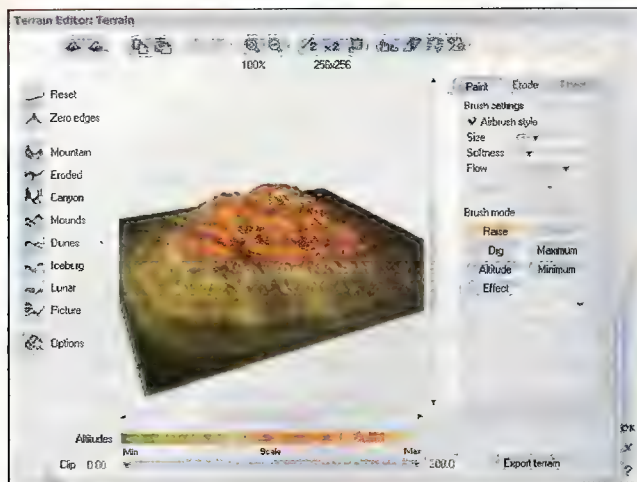 Terrain Editor: Terrain
100% 256x256
Reset
Zero edges
Mountain
Eroded
Canyon
Mounds
Dunes
Iceberg
Lunar
Picture
Options
Paint Erode
Brush settings
Airbrush style
Size
Softness
Flow
Brush mode
Raise
Dig Maximum
Altitude Minimum
Effect
Altitudes
Min Scale Max
Clip 0.00 200.0
Export terrain
OK
?